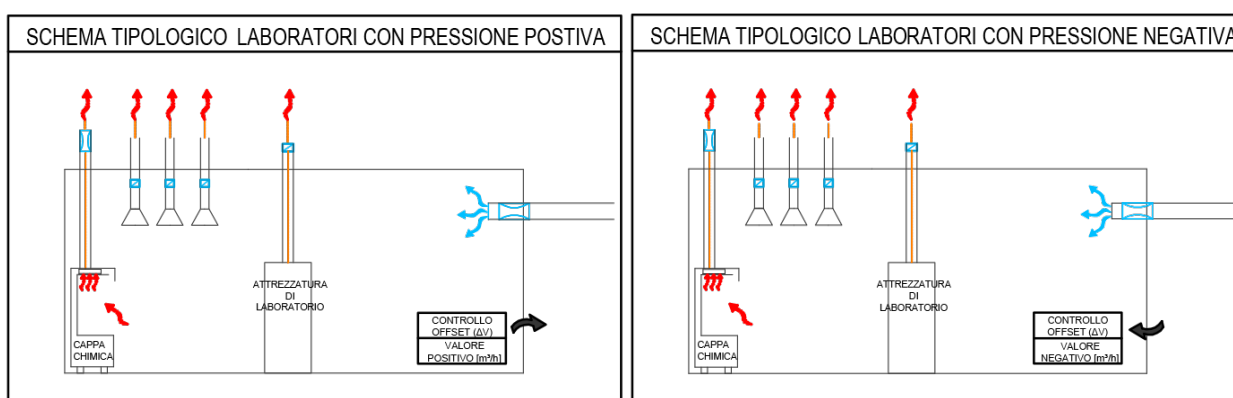 SCHEMA TIPOLOGICO LABORATORI CON PRESSIONE POSTIVA
ATTREZZATURA
DI
LABORATORIO
CAPPA
CHIMICA
CONTROLLO
OFFSET (ΔV)
VALORE
POSITIVO [m³/h]
SCHEMA TIPOLOGICO LABORATORI CON PRESSIONE NEGATIVA
ATTREZZATURA
DI
LABORATORIO
CAPPA
CHIMICA
CONTROLLO
OFFSET (ΔV)
VALORE
NEGATIVO [m³/h]